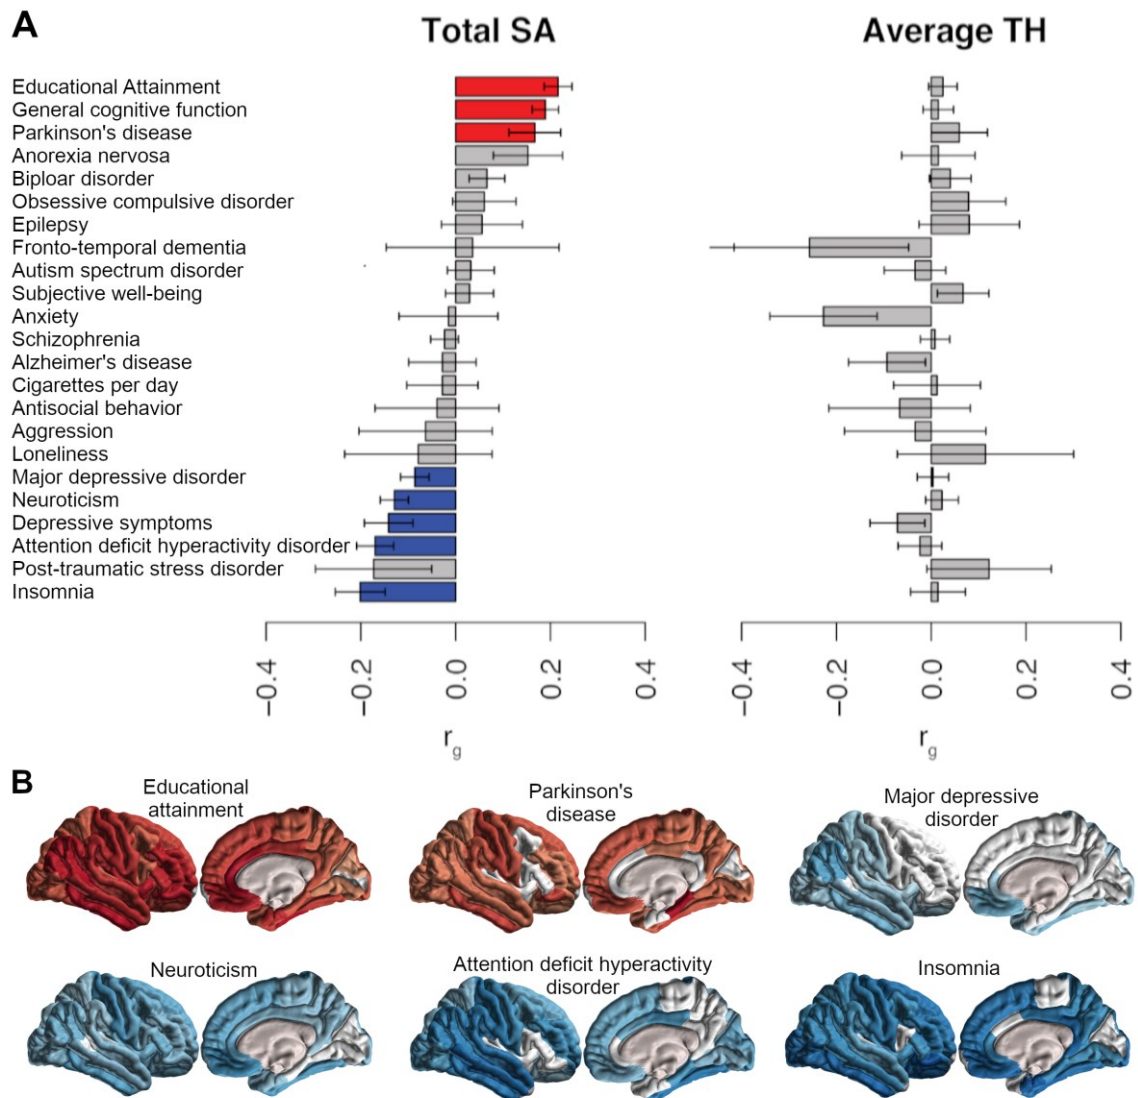 A
Total SA
Average TH
Educational Attainment
General cognitive function
Parkinson's disease
Anorexia nervosa
Biploar disorder
Obsessive compulsive disorder
Epilepsy
Fronto-temporal dementia
Autism spectrum disorder
Subjective well-being
Anxiety
Schizophrenia
Alzheimer's disease
Cigarettes per day
Antisocial behavior
Aggression
Loneliness
Major depressive disorder
Neuroticism
Depressive symptoms
Attention deficit hyperactivity disorder
Post-traumatic stress disorder
Insomnia
-0.4 -0.2 0.0 0.2 0.4
-0.4 -0.2 0.0 0.2 0.4
rg
rg
B
Educational
attainment
Parkinson's
disease
Major depressive
disorder
Neuroticism
Attention deficit hyperactivity
disorder
Insomnia